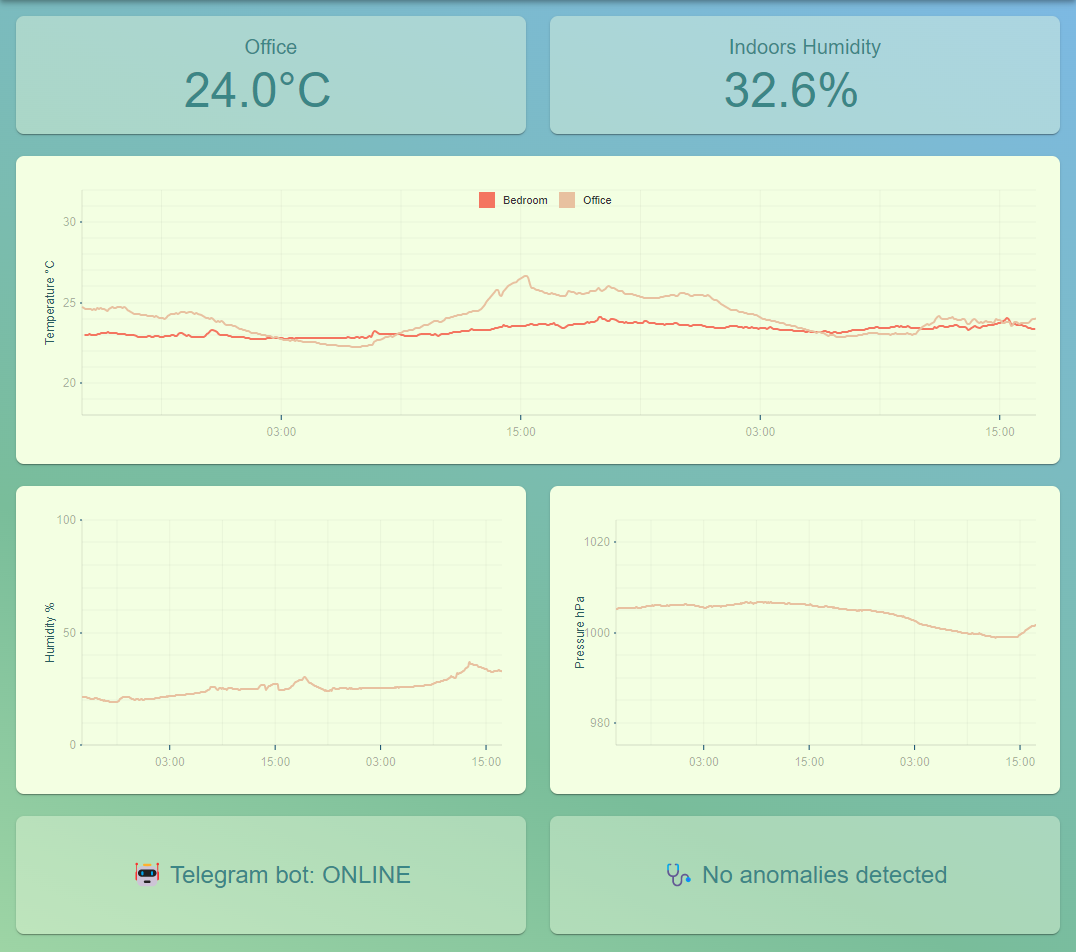 Office
24.0°C
Indoors Humidity
32.6%
Bedroom Office
Temperature °C
30
25
20
03:00 15:00 03:00 15:00
Humidity %
100
50
0
03:00 15:00 03:00 15:00
Pressure hPa
1020
1000
980
03:00 15:00 03:00 15:00
Telegram bot: ONLINE
No anomalies detected